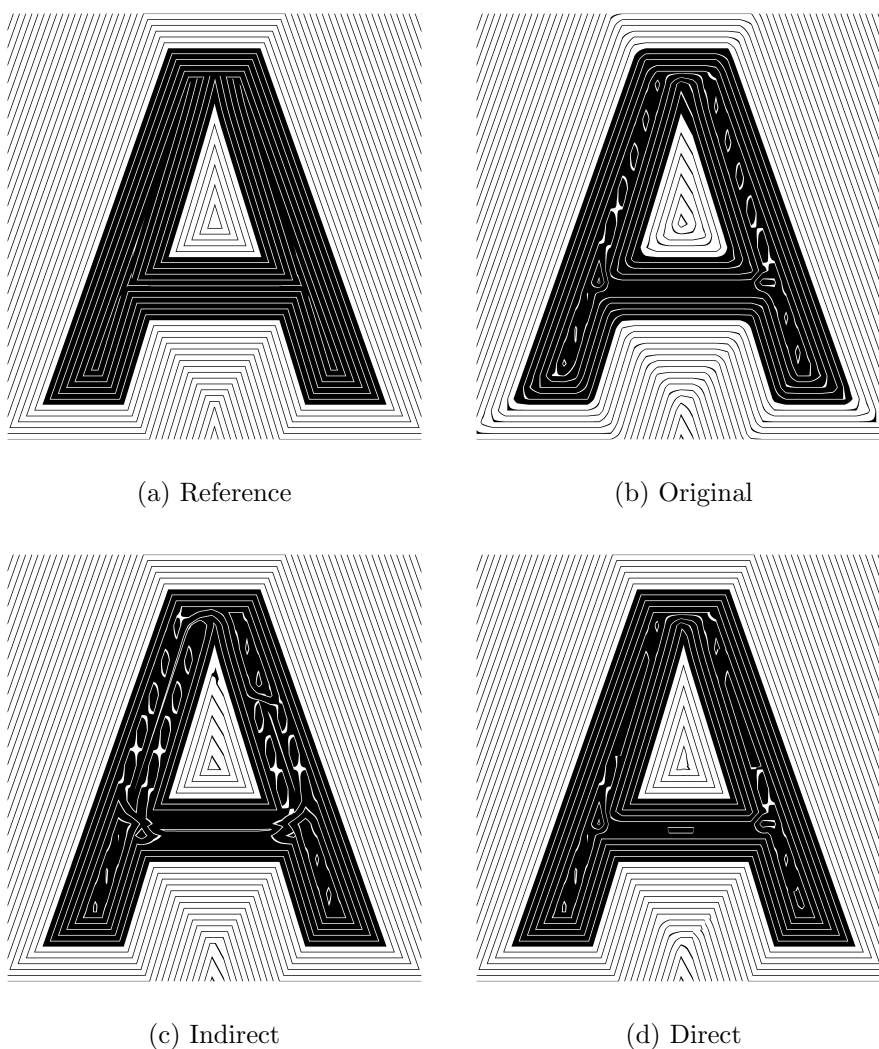 A
A
(a) Reference
(b) Original
A
A
(c) Indirect
(d) Direct